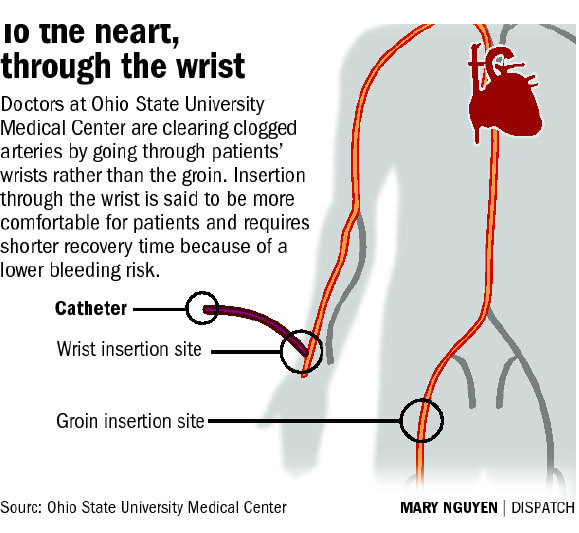 To the heart,
through the wrist
Doctors at Ohio State University
Medical Center are clearing clogged
arteries by going through patients’
wrists rather than the groin. Insertion
through the wrist is said to be more
comfortable for patients and requires
shorter recovery time because of a
lower bleeding risk.
Catheter
Wrist insertion site
Groin insertion site
Sourc: Ohio State University Medical Center
MARY NGUYEN | DISPATCH